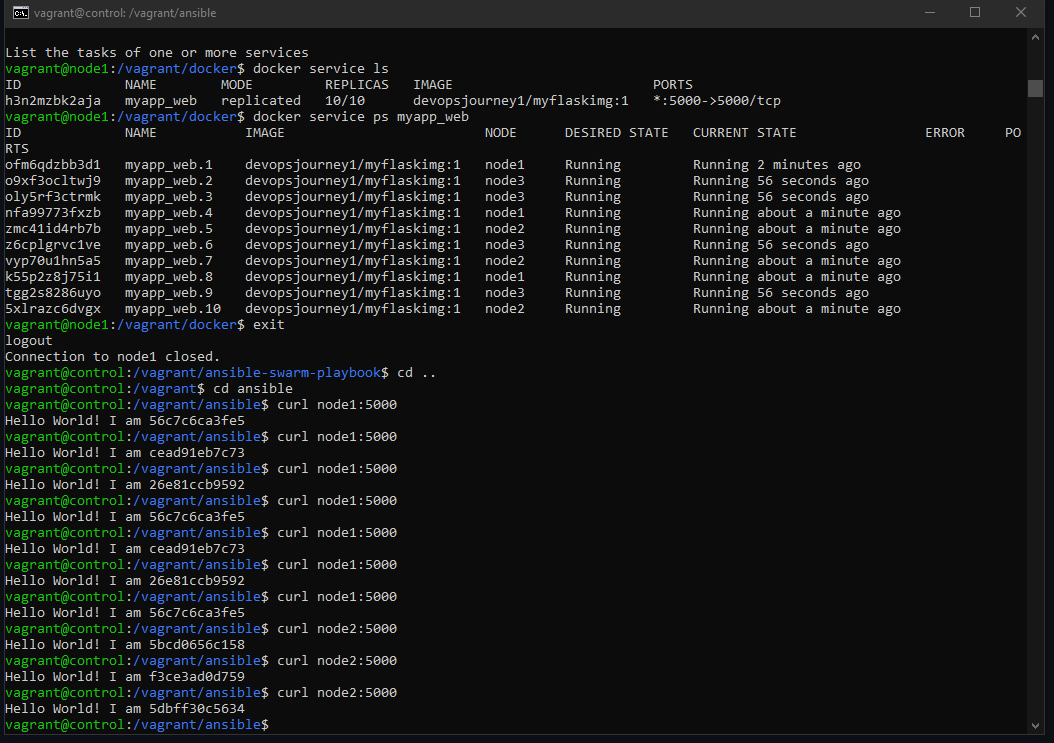 vagrant@control: /vagrant/ansible
List the tasks of one or more services
vagrant@node1:/vagrant/docker$ docker service ls
ID             NAME        MODE         REPLICAS   IMAGE                         PORTS
h3n2mzbk2aja   myapp_web   replicated   10/10      devopsjourney1/myflaskimg:1   *:5000->5000/tcp
vagrant@node1:/vagrant/docker$ docker service ps myapp_web
ID             NAME           IMAGE                         NODE      DESIRED STATE   CURRENT STATE                ERROR     PO
RTS
ofm6qdzbb3d1   myapp_web.1    devopsjourney1/myflaskimg:1   node1     Running         Running 2 minutes ago
o9xf3ocltwj9   myapp_web.2    devopsjourney1/myflaskimg:1   node3     Running         Running 56 seconds ago
oly5rf3ctrmk   myapp_web.3    devopsjourney1/myflaskimg:1   node3     Running         Running 56 seconds ago
nfa99773fxzb   myapp_web.4    devopsjourney1/myflaskimg:1   node1     Running         Running about a minute ago
zmc41id4rb7b   myapp_web.5    devopsjourney1/myflaskimg:1   node2     Running         Running about a minute ago
z6cplgrvc1ve   myapp_web.6    devopsjourney1/myflaskimg:1   node3     Running         Running 56 seconds ago
vyp70u1hn5a5   myapp_web.7    devopsjourney1/myflaskimg:1   node2     Running         Running about a minute ago
k55p2z8j75i1   myapp_web.8    devopsjourney1/myflaskimg:1   node1     Running         Running about a minute ago
tgg2s8286uyo   myapp_web.9    devopsjourney1/myflaskimg:1   node3     Running         Running 56 seconds ago
5xlrazc6dvgx   myapp_web.10   devopsjourney1/myflaskimg:1   node2     Running         Running about a minute ago
vagrant@node1:/vagrant/docker$ exit
logout
Connection to node1 closed.
vagrant@control:/vagrant/ansible-swarm-playbook$ cd ..
vagrant@control:/vagrant$ cd ansible
vagrant@control:/vagrant/ansible$ curl node1:5000
Hello World! I am 56c7c6ca3fe5
vagrant@control:/vagrant/ansible$ curl node1:5000
Hello World! I am cead91eb7c73
vagrant@control:/vagrant/ansible$ curl node1:5000
Hello World! I am 26e81ccb9592
vagrant@control:/vagrant/ansible$ curl node1:5000
Hello World! I am 56c7c6ca3fe5
vagrant@control:/vagrant/ansible$ curl node1:5000
Hello World! I am cead91eb7c73
vagrant@control:/vagrant/ansible$ curl node1:5000
Hello World! I am 26e81ccb9592
vagrant@control:/vagrant/ansible$ curl node1:5000
Hello World! I am 56c7c6ca3fe5
vagrant@control:/vagrant/ansible$ curl node2:5000
Hello World! I am 5bcd0656c158
vagrant@control:/vagrant/ansible$ curl node2:5000
Hello World! I am f3ce3ad0d759
vagrant@control:/vagrant/ansible$ curl node2:5000
Hello World! I am 5dbff30c5634
vagrant@control:/vagrant/ansible$